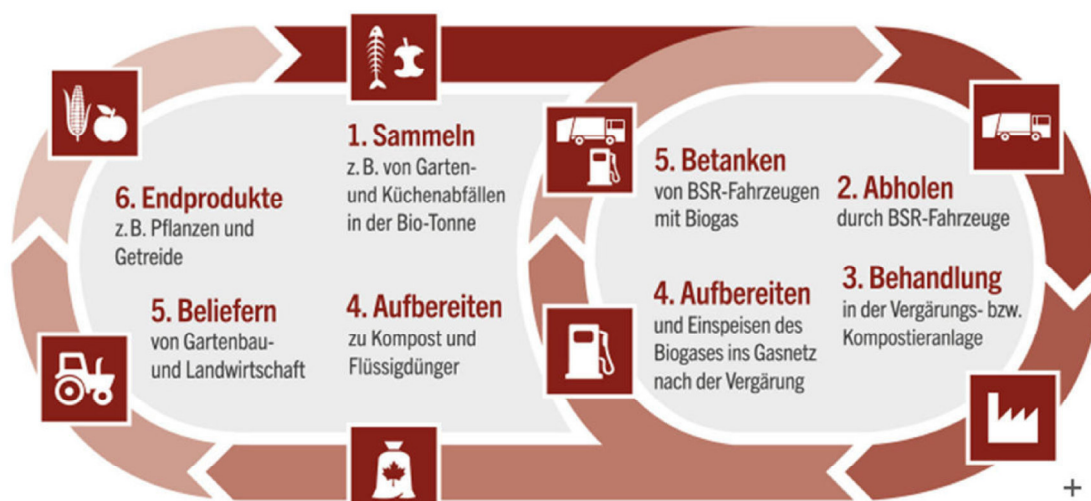 1. Sammeln
z. B. von Garten-
und Küchenabfällen
in der Bio-Tonne
2. Abholen
durch BSR-Fahrzeuge
3. Behandlung
in der Vergärungs- bzw.
Kompostieranlage
4. Aufbereiten
und Einspeisen des
Biogases ins Gasnetz
nach der Vergärung
5. Betanken
von BSR-Fahrzeugen
mit Biogas
4. Aufbereiten
zu Kompost und
Flüssigdünger
5. Beliefern
von Gartenbau-
und Landwirtschaft
6. Endprodukte
z. B. Pflanzen und
Getreide
+